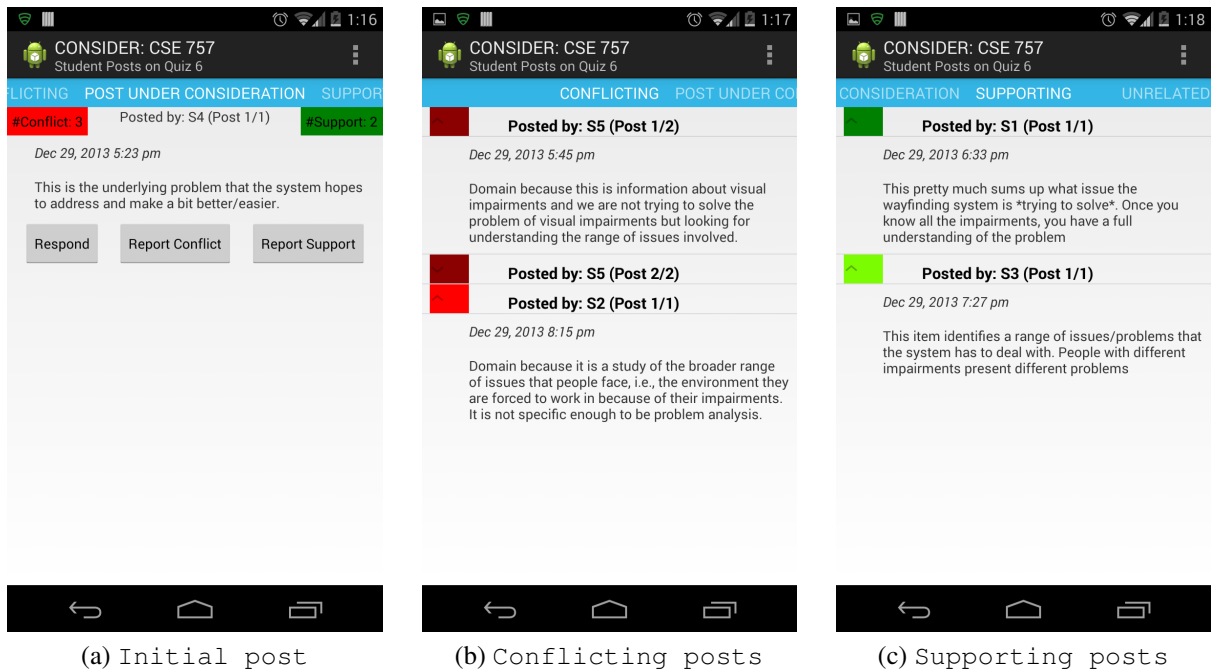 1:16
CONSIDER: CSE 757
Student Posts on Quiz 6
FLICTING POST UNDER CONSIDERATION SUPPOR
#Conflict: 3 Posted by: S4 (Post 1/1) #Support: 2
Dec 29, 2013 5:23 pm
This is the underlying problem that the system hopes
to address and make a bit better/easier.
Respond Report Conflict Report Support
(a) Initial post
1:17
CONSIDER: CSE 757
Student Posts on Quiz 6
CONFLICTING POST UNDER CO
Posted by: S5 (Post 1/2)
Dec 29, 2013 5:45 pm
Domain because this is information about visual
impairments and we are not trying to solve the
problem of visual impairments but looking for
understanding the range of issues involved.
Posted by: S5 (Post 2/2)
Posted by: S2 (Post 1/1)
Dec 29, 2013 8:15 pm
Domain because it is a study of the broader range
of issues that people face, i.e., the environment they
are forced to work in because of their impairments.
It is not specific enough to be problem analysis.
(b) Conflicting posts
1:18
CONSIDER: CSE 757
Student Posts on Quiz 6
CONSIDERATION SUPPORTING UNRELATED
Posted by: S1 (Post 1/1)
Dec 29, 2013 6:33 pm
This pretty much sums up what issue the
wayfinding system is *trying to solve*. Once you
know all the impairments, you have a full
understanding of the problem
Posted by: S3 (Post 1/1)
Dec 29, 2013 7:27 pm
This item identifies a range of issues/problems that
the system has to deal with. People with different
impairments present different problems
(c) Supporting posts